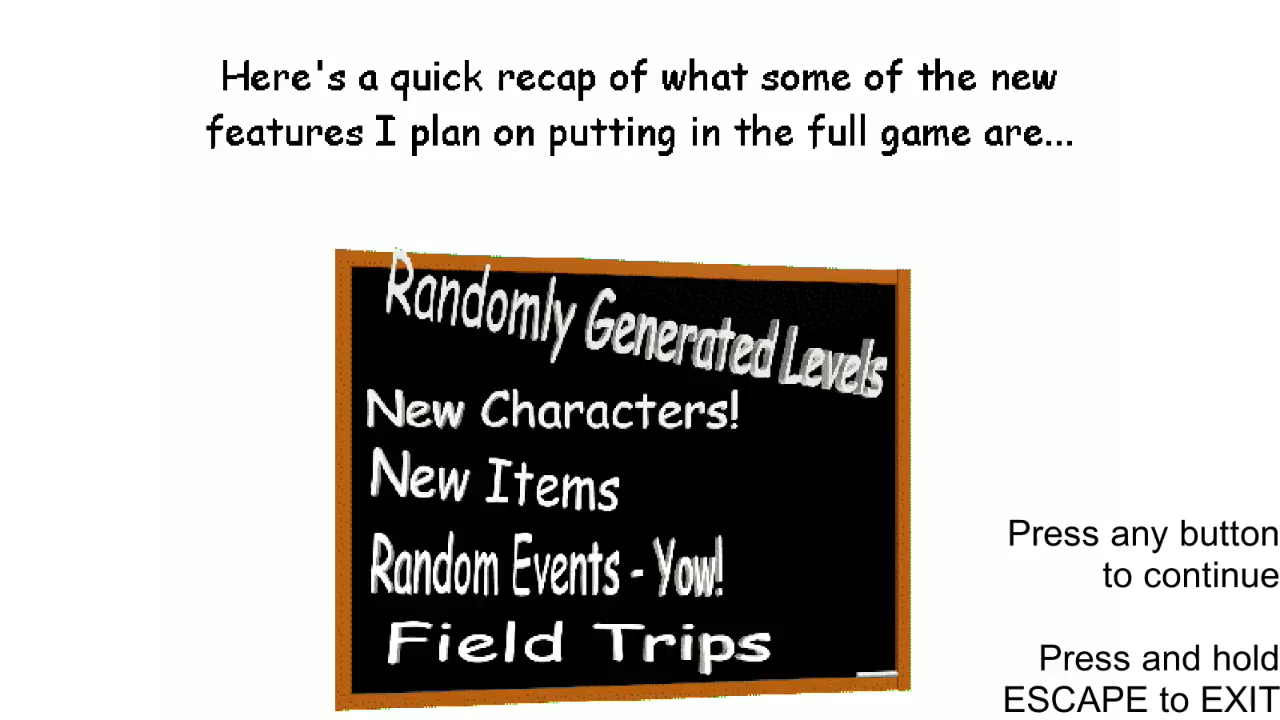 Here's a quick recap of what some of the new
features I plan on putting in the full game are...
Randomly Generated Levels
New Characters!
New Items
Random Events - Yow!
Field Trips
Press any button
to continue
Press and hold
ESCAPE to EXIT